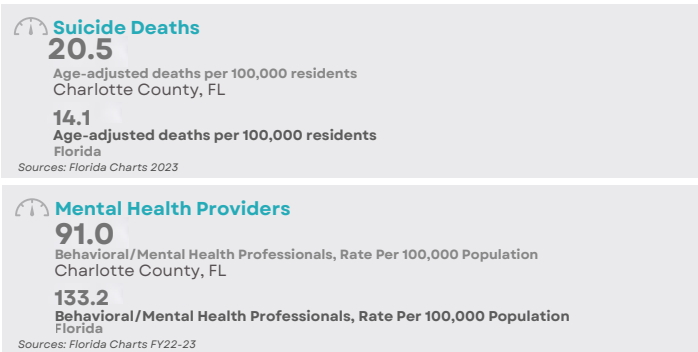 Suicide Deaths
20.5
Age-adjusted deaths per 100,000 residents
Charlotte County, FL
14.1
Age-adjusted deaths per 100,000 residents
Florida
Sources: Florida Charts 2023
Mental Health Providers
91.0
Behavioral/Mental Health Professionals, Rate Per 100,000 Population
Charlotte County, FL
133.2
Behavioral/Mental Health Professionals, Rate Per 100,000 Population
Florida
Sources: Florida Charts FY22-23